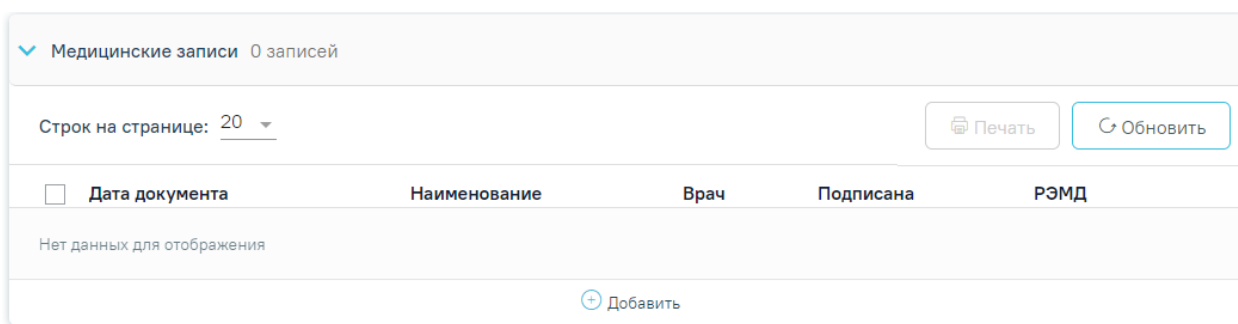 Медицинские записи 0 записей
Строк на странице: 20 Печать Обновить
Дата документа Наименование Врач Подписана РЭМД
Нет данных для отображения
Добавить